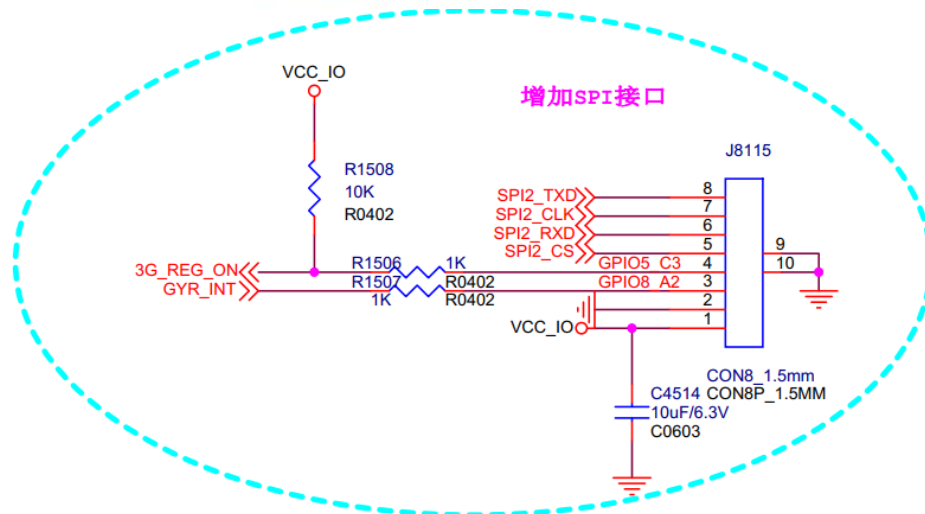 VCC_IO
增加SPI接口
J8115
R1508
10K
R0402
SPI2_TXD
8
SPI2_CLK
7
SPI2_RXD
6
SPI2_CS
5
9
3G_REG_ON
R1506
1K
GPIO5_C3
4
10
GYR_INT
R1507
R0402
GPIO8_A2
3
1K
R0402
2
VCC_IO
1
CON8_1.5mm
C4514
CON8P_1.5MM
10uF/6.3V
C0603